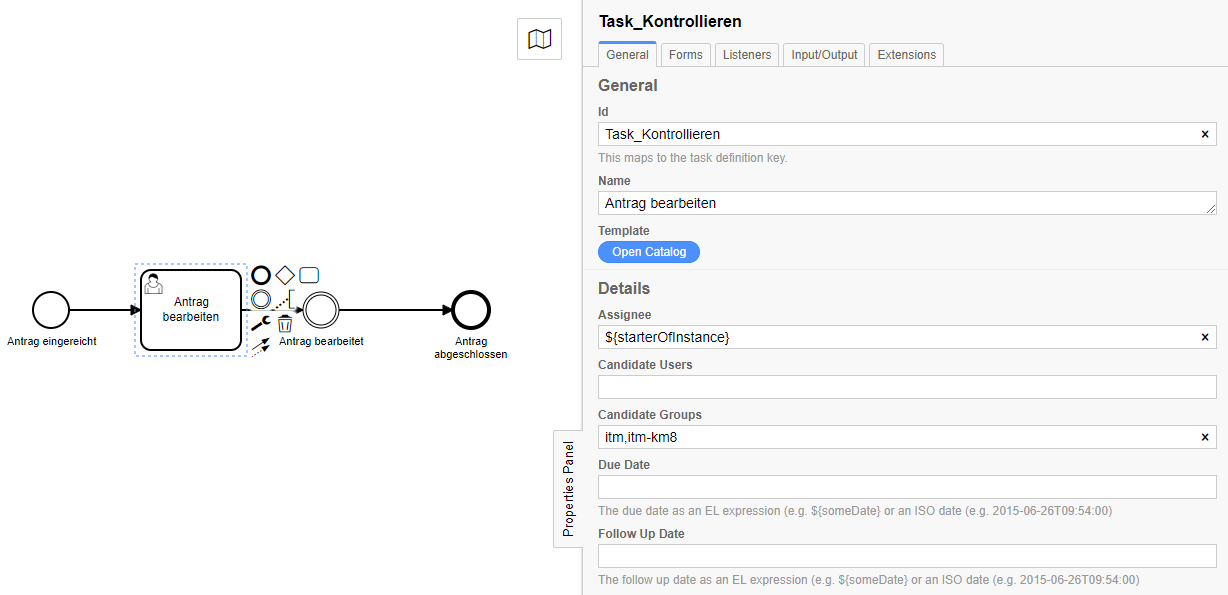 Antrag eingereicht
Antrag
bearbeiten
Antrag bearbeitet
Antrag
abgeschlossen
Properties Panel
Task_Kontrollieren
General
Forms
Listeners
Input/Output
Extensions
General
Id
Task_Kontrollieren
×
This maps to the task definition key.
Name
Antrag bearbeiten
Template
Open Catalog
Details
Assignee
${starterOfInstance}
×
Candidate Users
Candidate Groups
itm,itm-km8
×
Due Date
The due date as an EL expression (e.g. ${someDate} or an ISO date (e.g. 2015-06-26T09:54:00)
Follow Up Date
The follow up date as an EL expression (e.g. ${someDate} or an ISO date (e.g. 2015-06-26T09:54:00)